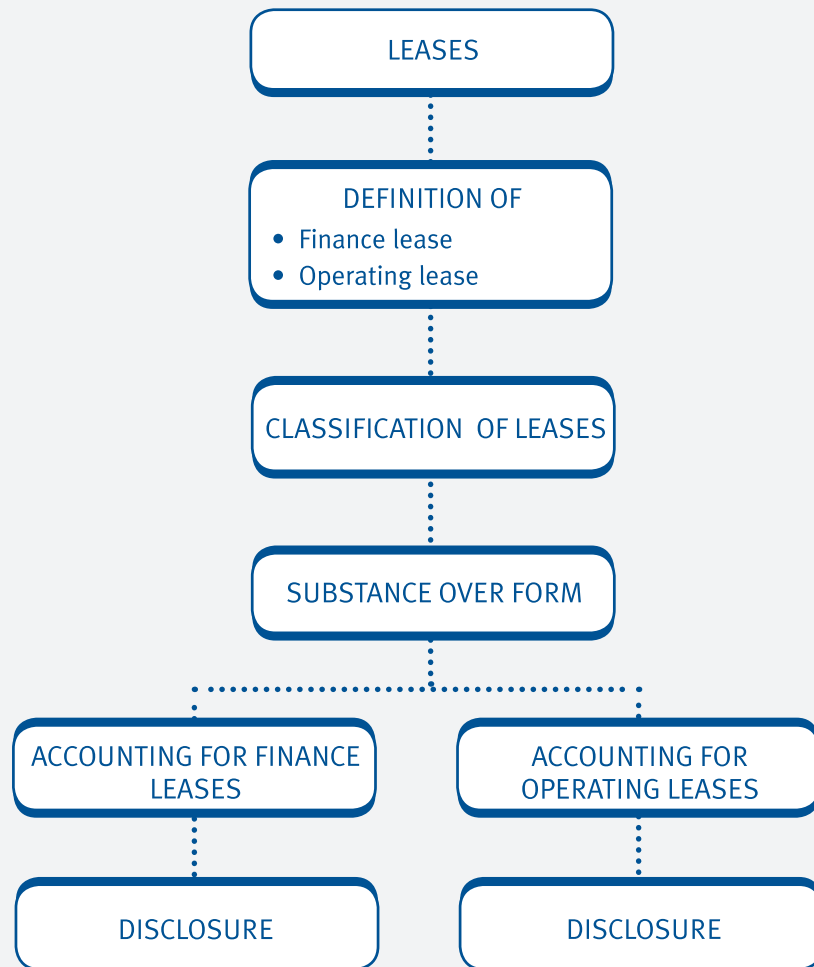 LEASES
DEFINITION OF
• Finance lease
• Operating lease
CLASSIFICATION OF LEASES
SUBSTANCE OVER FORM
ACCOUNTING FOR FINANCE
LEASES
ACCOUNTING FOR
OPERATING LEASES
DISCLOSURE
DISCLOSURE